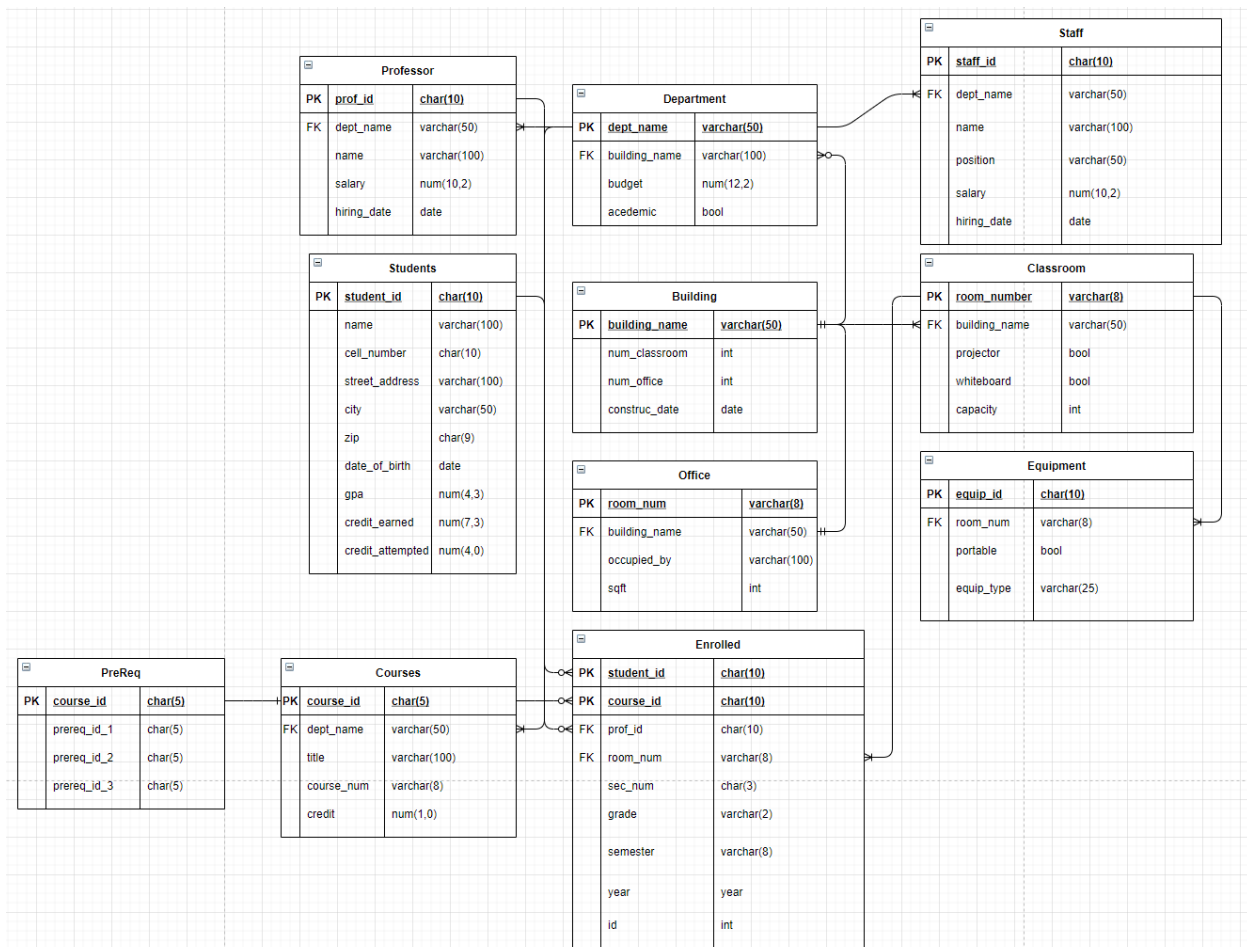 Staff
PK staff_id char(10)
FK dept_name varchar(50)
name varchar(100)
position varchar(50)
salary num(10,2)
hiring_date date
Professor
PK prof_id char(10)
FK dept_name varchar(50)
name varchar(100)
salary num(10,2)
hiring_date date
Department
PK dept_name varchar(50)
FK building_name varchar(100)
budget num(12,2)
acedemic bool
Students
PK student_id char(10)
name varchar(100)
cell_number char(10)
street_address varchar(100)
city varchar(50)
zip char(9)
date_of_birth date
gpa num(4,3)
credit_earned num(7,3)
credit_attempted num(4,0)
Building
PK building_name varchar(50)
num_classroom int
num_office int
construc_date date
Classroom
PK room_number varchar(8)
FK building_name varchar(50)
projector bool
whiteboard bool
capacity int
Office
PK room_num varchar(8)
FK building_name varchar(50)
occupied_by varchar(100)
sqft int
Equipment
PK equip_id char(10)
FK room_num varchar(8)
portable bool
equip_type varchar(25)
PreReq
PK course_id char(5)
prereq_id_1 char(5)
prereq_id_2 char(5)
prereq_id_3 char(5)
Courses
PK course_id char(5)
FK dept_name varchar(50)
title varchar(100)
course_num varchar(8)
credit num(1,0)
Enrolled
PK student_id char(10)
PK course_id char(10)
FK prof_id char(10)
FK room_num varchar(8)
sec_num char(3)
grade varchar(2)
semester varchar(8)
year year
id int